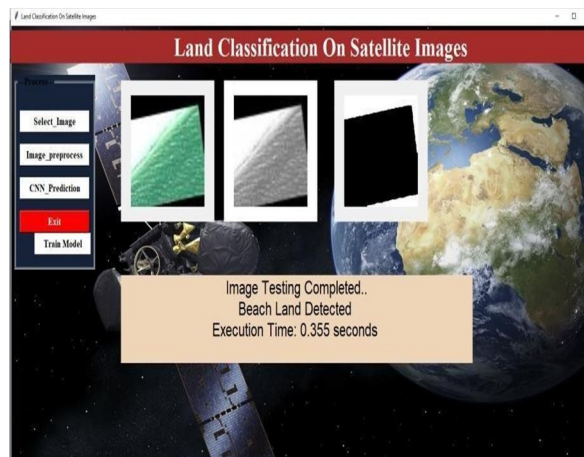 Land Classification On Satellite Images
Land Classification On Satellite Images
Process
Select_Image
Image_preprocess
CNN_Prediction
Exit
Train Model
Image Testing Completed..
Beach Land Detected
Execution Time: 0.355 seconds